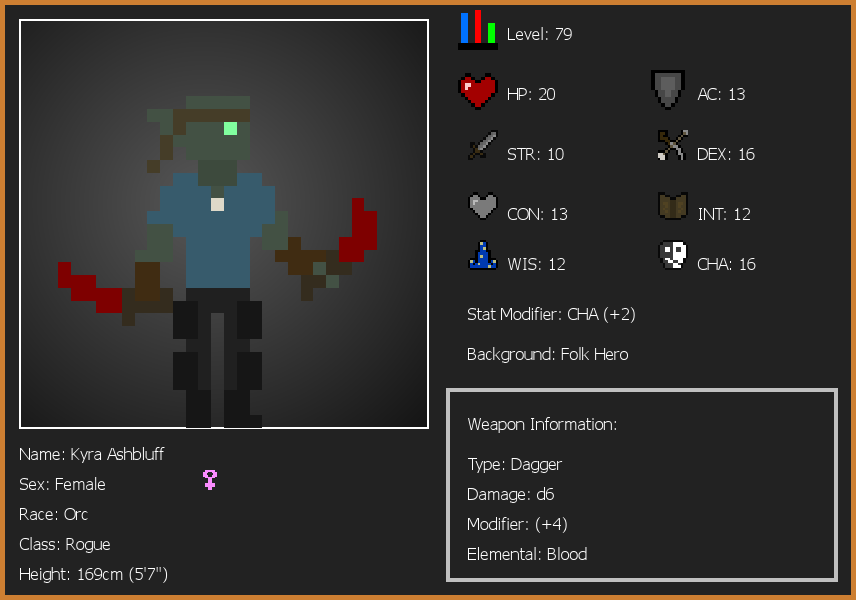 Level: 79
HP: 20
AC: 13
STR: 10
DEX: 16
CON: 13
INT: 12
WIS: 12
CHA: 16
Stat Modifier: CHA (+2)
Background: Folk Hero
Weapon Information:
Type: Dagger
Damage: d6
Modifier: (+4)
Elemental: Blood
Name: Kyra Ashbluff
Sex: Female
Race: Orc
Class: Rogue
Height: 169cm (5'7")